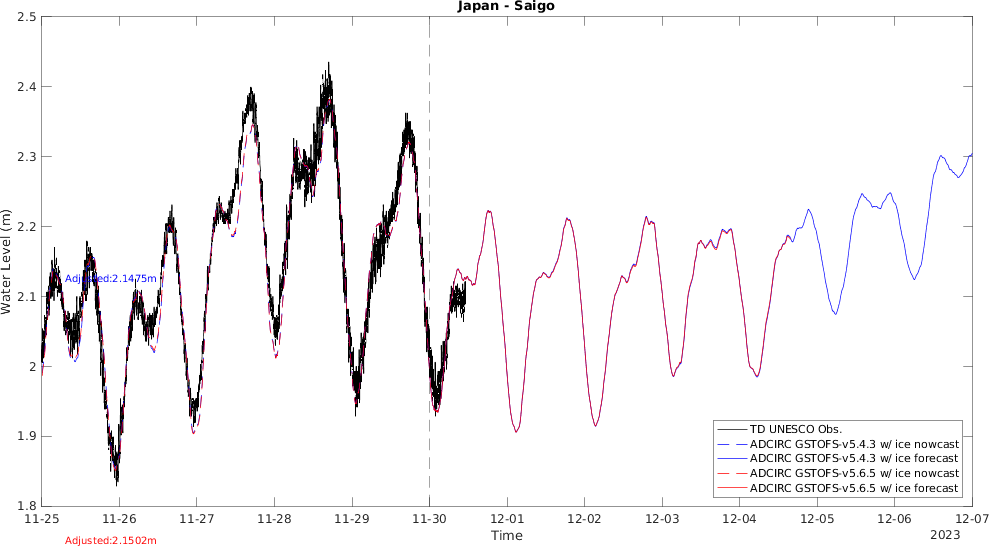 Japan - Saigo
2.5
2.4
2.3
2.2
2.1
2
1.9
1.8
Water Level (m)
Adjusted:2.1475m
TD UNESCO Obs.
ADCIRC GSTOFS-v5.4.3 w/ ice nowcast
ADCIRC GSTOFS-v5.4.3 w/ ice forecast
ADCIRC GSTOFS-v5.6.5 w/ ice nowcast
ADCIRC GSTOFS-v5.6.5 w/ ice forecast
11-25 11-26 11-27 11-28 11-29 11-30 12-01 12-02 12-03 12-04 12-05 12-06 12-07
Time
2023
Adjusted:2.1502m